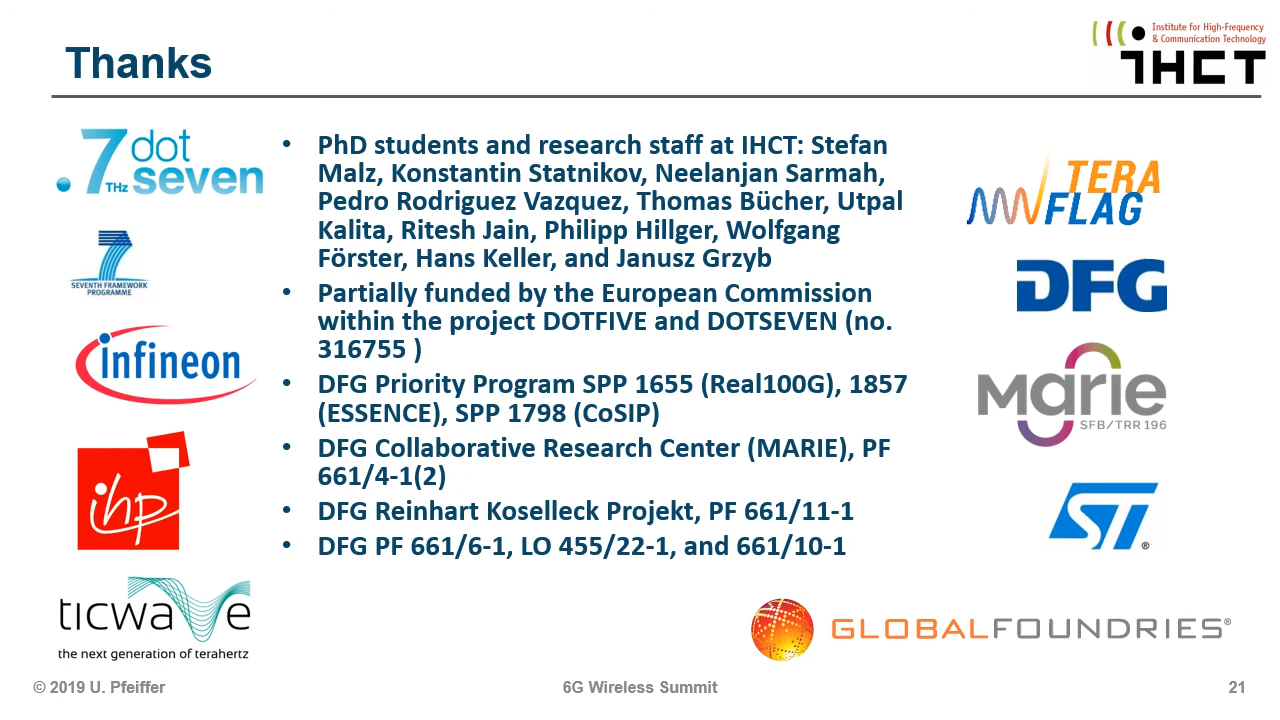 Thanks
Institute for High-Frequency
& Communication Technology
IHCT
.7 dot
THz seven
7
SEVENTH FRAMEWORK
PROGRAMME
infineon
ihp
ticwave
the next generation of terahertz
• PhD students and research staff at IHCT: Stefan
Malz, Konstantin Statnikov, Neelanjan Sarmah,
Pedro Rodriguez Vazquez, Thomas Bücher, Utpal
Kalita, Ritesh Jain, Philipp Hillger, Wolfgang
Förster, Hans Keller, and Janusz Grzyb
• Partially funded by the European Commission
within the project DOTFIVE and DOTSEVEN (no.
316755 )
• DFG Priority Program SPP 1655 (Real100G), 1857
(ESSENCE), SPP 1798 (CoSIP)
• DFG Collaborative Research Center (MARIE), PF
661/4-1(2)
• DFG Reinhart Koselleck Projekt, PF 661/11-1
• DFG PF 661/6-1, LO 455/22-1, and 661/10-1
TERA
FLAG
DFG
Marie
SFB/TRR 196
ST®
GLOBALFOUNDRIES®
© 2019 U. Pfeiffer
6G Wireless Summit
21